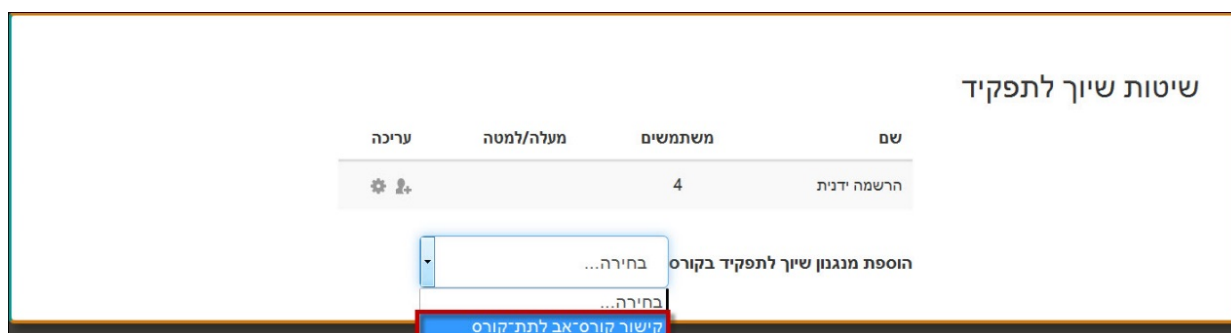 שיטות שיוך לתפקיד
שם משתמשים מעלה/למטה עריכה
הרשמה ידנית 4
הוספת מנגנון שיוך לתפקיד בקורס בחירה...
בחירה...
קישור קורס־אב לתת־קורס